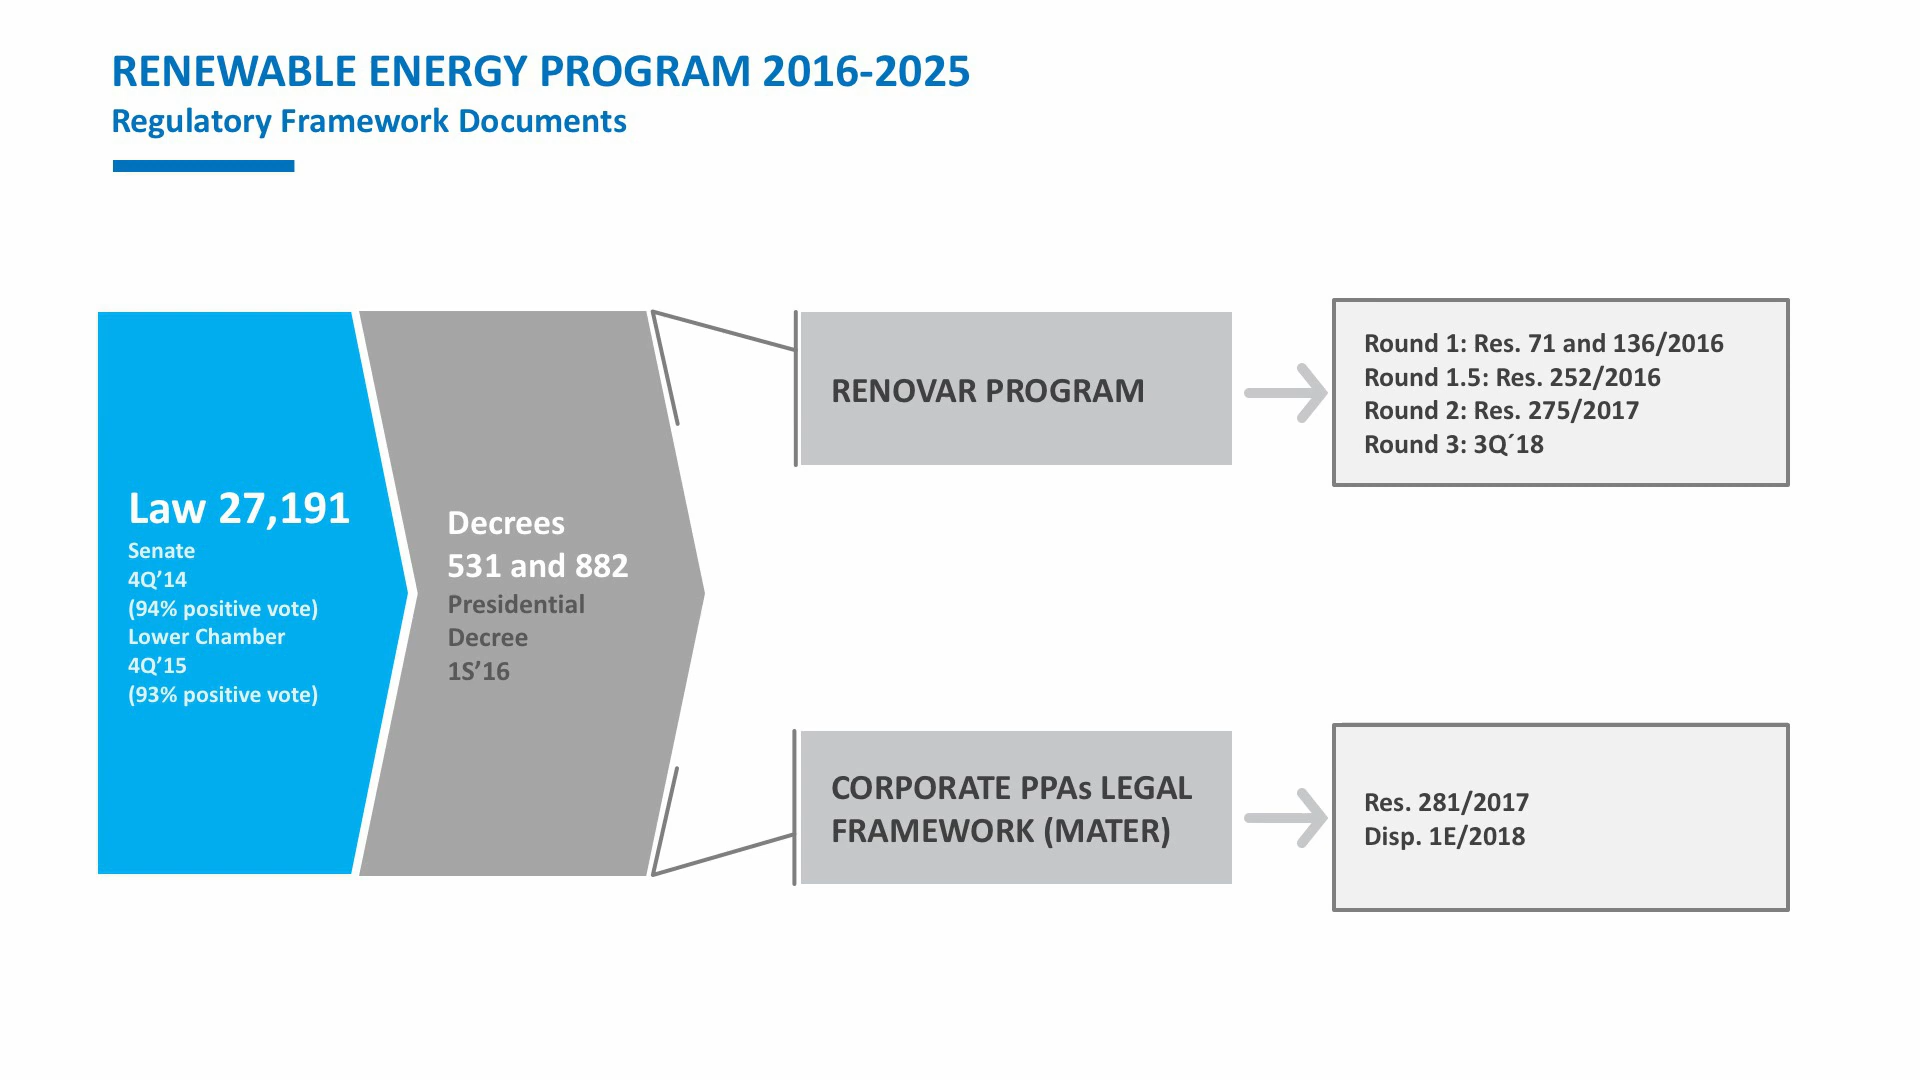 RENEWABLE ENERGY PROGRAM 2016-2025
Regulatory Framework Documents
Law 27,191
Senate
4Q’14
(94% positive vote)
Lower Chamber
4Q’15
(93% positive vote)
Decrees
531 and 882
Presidential
Decree
1S’16
RENOVAR PROGRAM
Round 1: Res. 71 and 136/2016
Round 1.5: Res. 252/2016
Round 2: Res. 275/2017
Round 3: 3Q´18
CORPORATE PPAs LEGAL
FRAMEWORK (MATER)
Res. 281/2017
Disp. 1E/2018